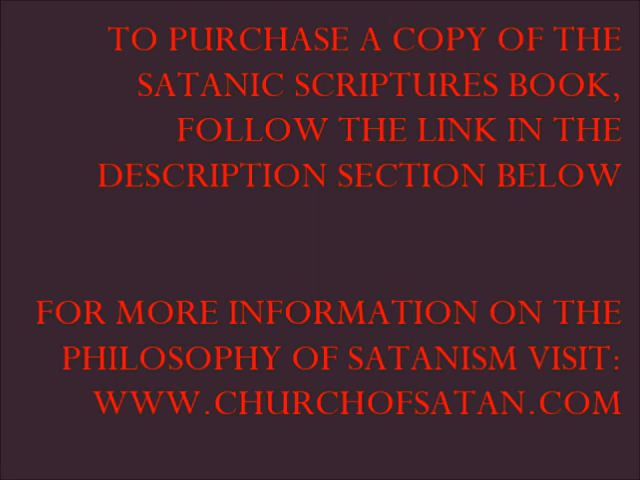 TO PURCHASE A COPY OF THE
SATANIC SCRIPTURES BOOK,
FOLLOW THE LINK IN THE
DESCRIPTION SECTION BELOW
FOR MORE INFORMATION ON THE
PHILOSOPHY OF SATANISM VISIT:
WWW.CHURCHOFSATAN.COM